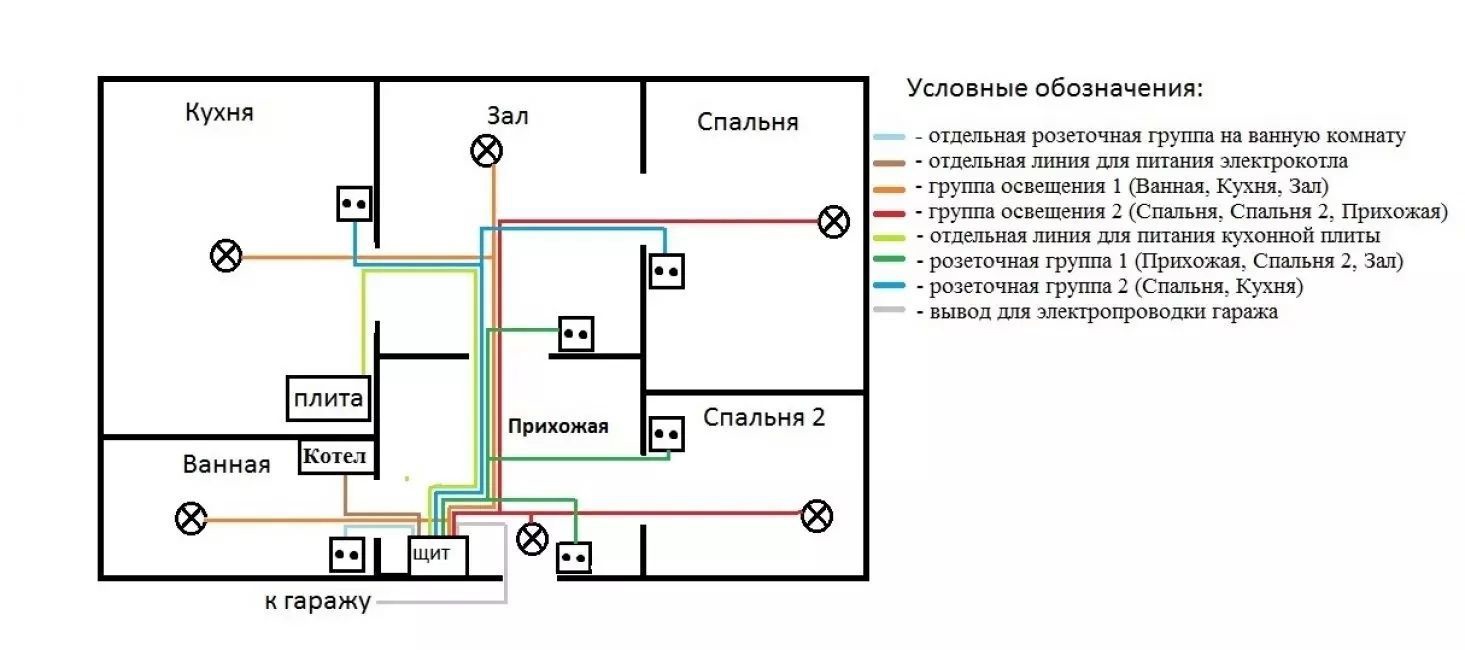 Кухня
Зал
Спальня
плита
Котел
Ванная
Прихожая
Спальня 2
щит
к гаражу
Условные обозначения:
- отдельная розеточная группа на ванную комнату
- отдельная линия для питания электрокотла
- группа освещения 1 (Ванная, Кухня, Зал)
- группа освещения 2 (Спальня, Спальня 2, Прихожая)
- отдельная линия для питания кухонной плиты
- розеточная группа 1 (Прихожая, Спальня 2, Зал)
- розеточная группа 2 (Спальня, Кухня)
- вывод для электропроводки гаража